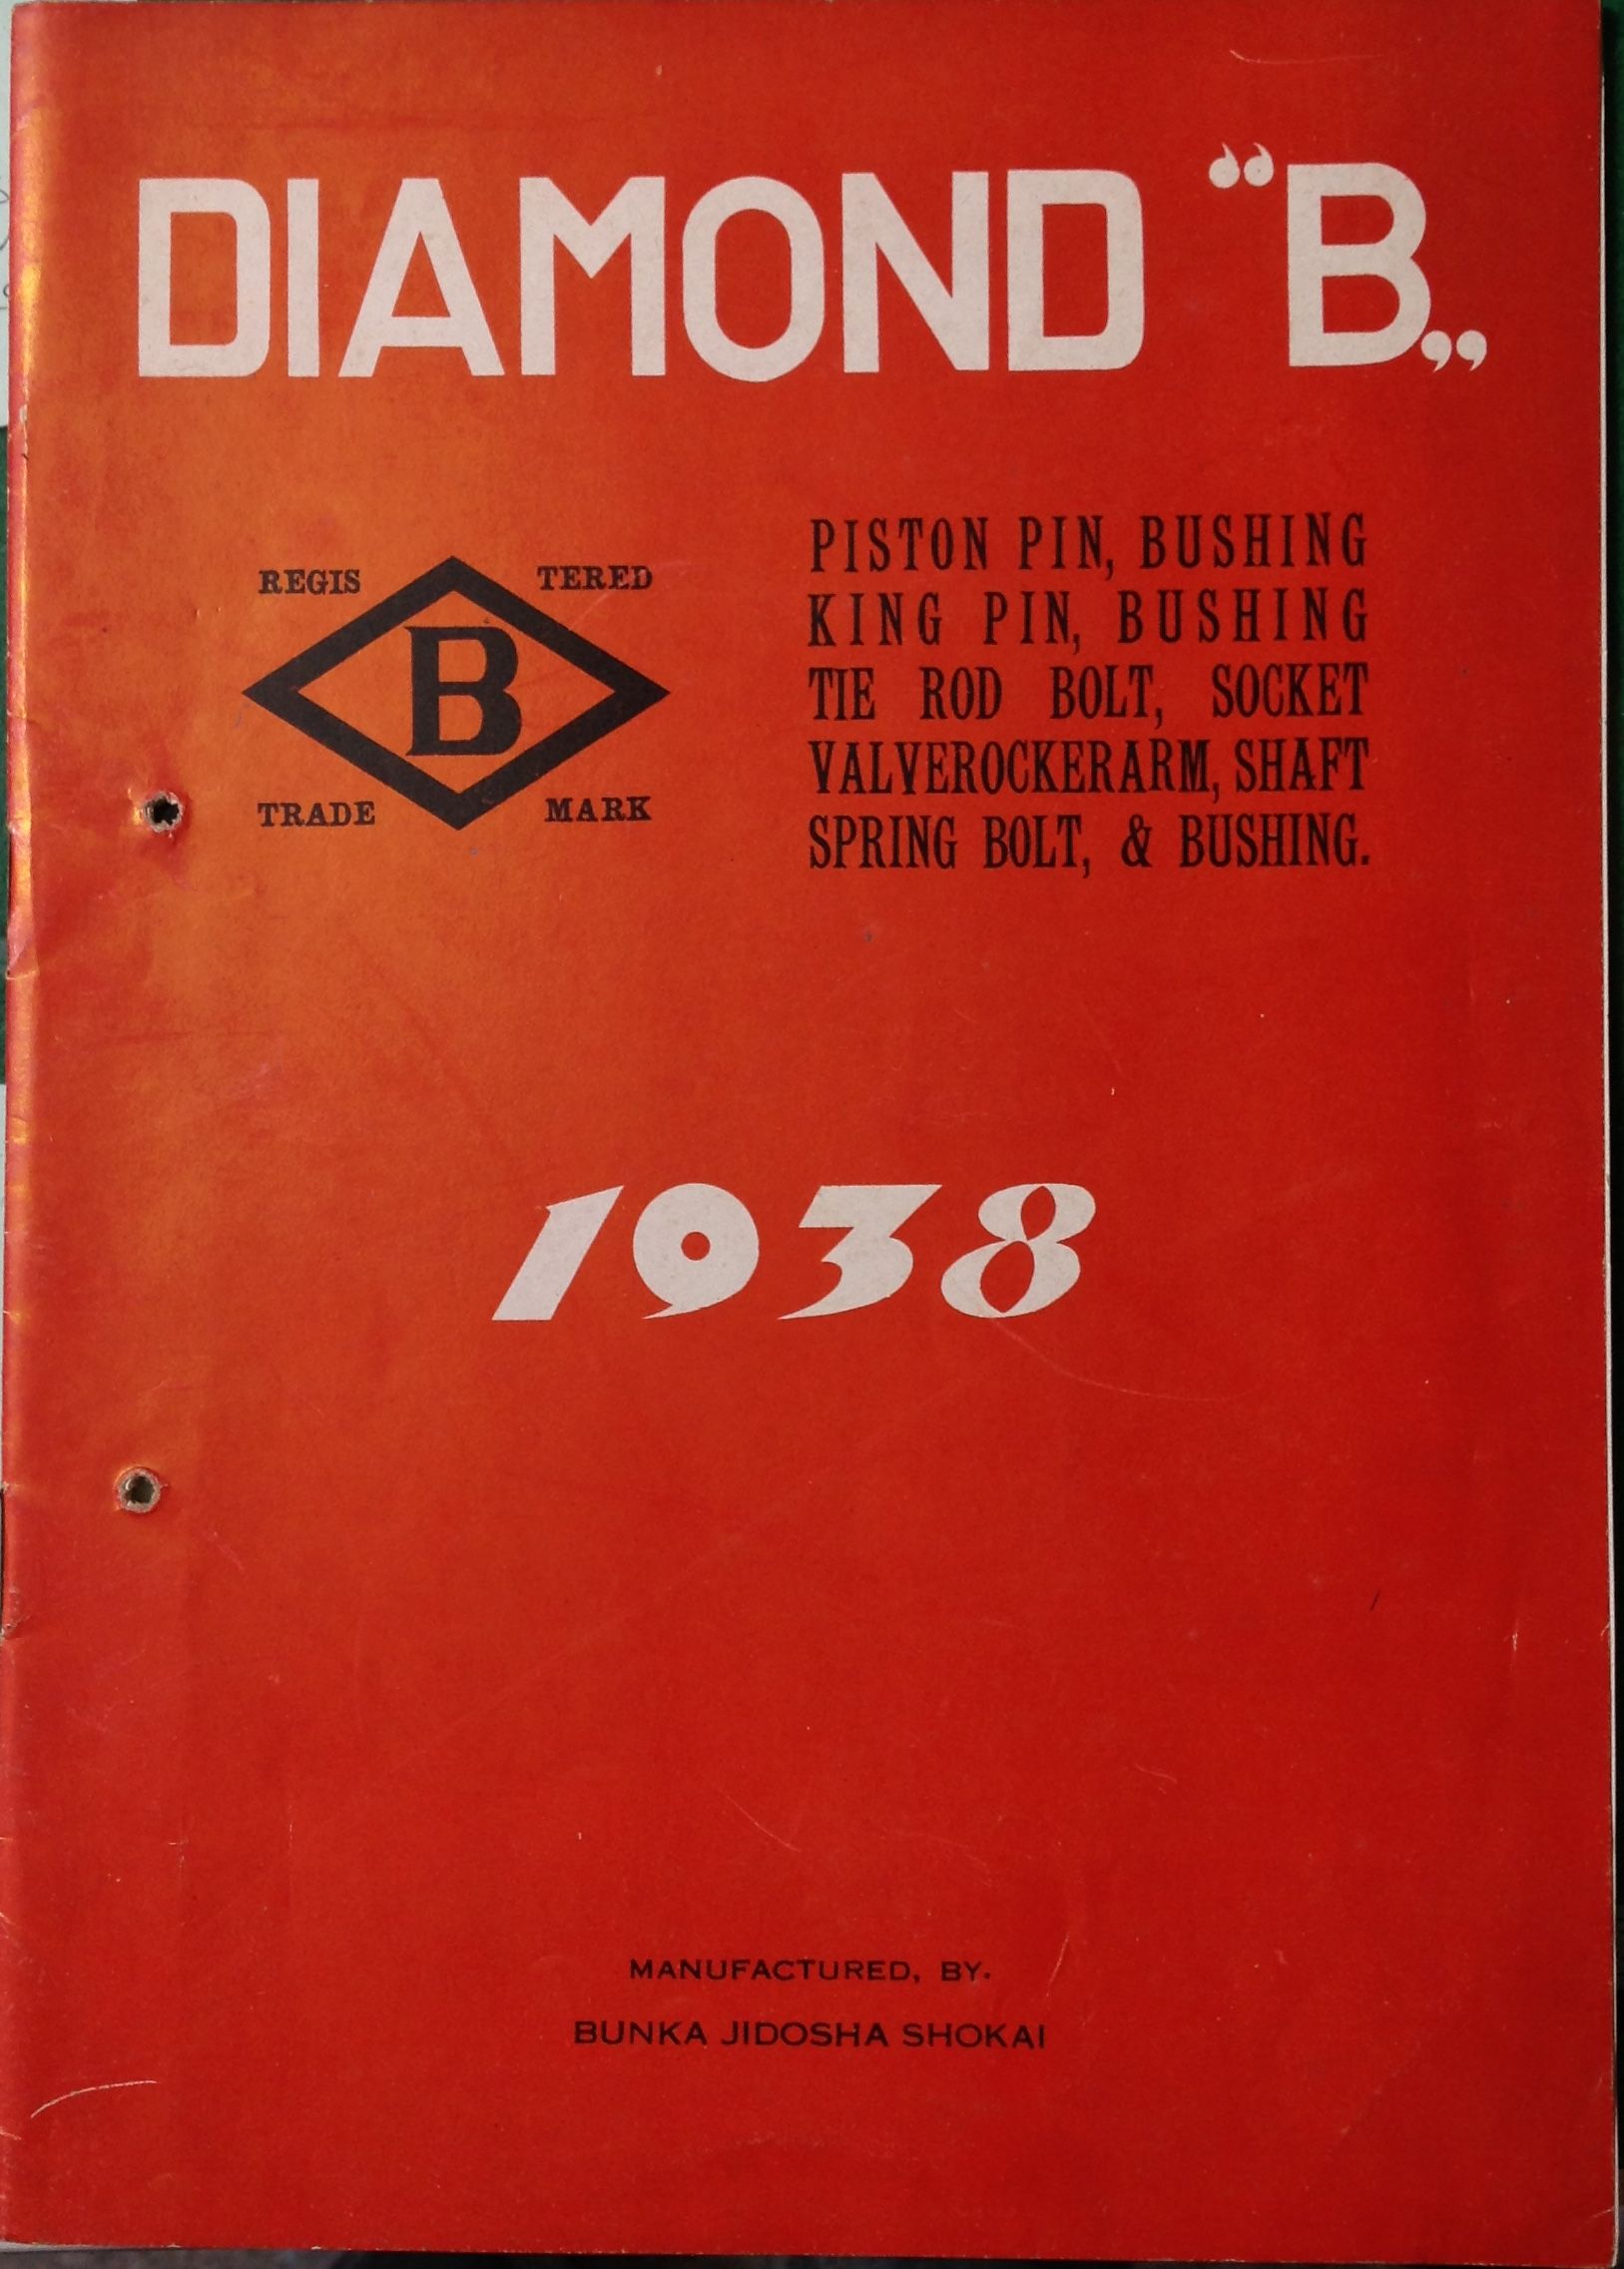 DIAMOND “B„
REGIS TERED
B
TRADE MARK
PISTON PIN, BUSHING
KING PIN, BUSHING
TIE ROD BOLT, SOCKET
VALVEROCKERARM, SHAFT
SPRING BOLT, & BUSHING.
1938
MANUFACTURED, BY.
BUNKA JIDOSHA SHOKAI